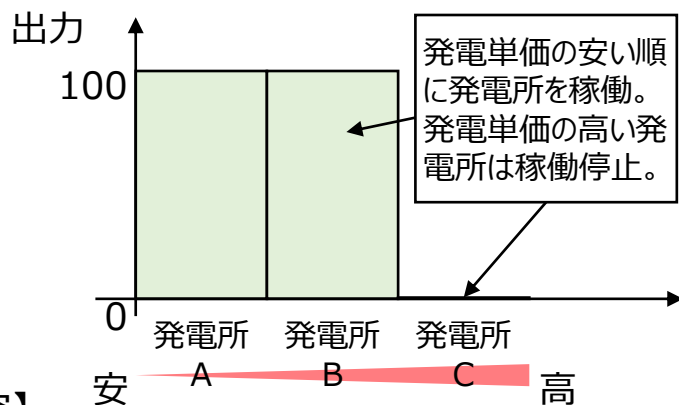 出力
100
発電単価の安い順
に発電所を稼働。
発電単価の高い発
電所は稼働停止。
0
発電所 発電所 発電所
A B C
安 高